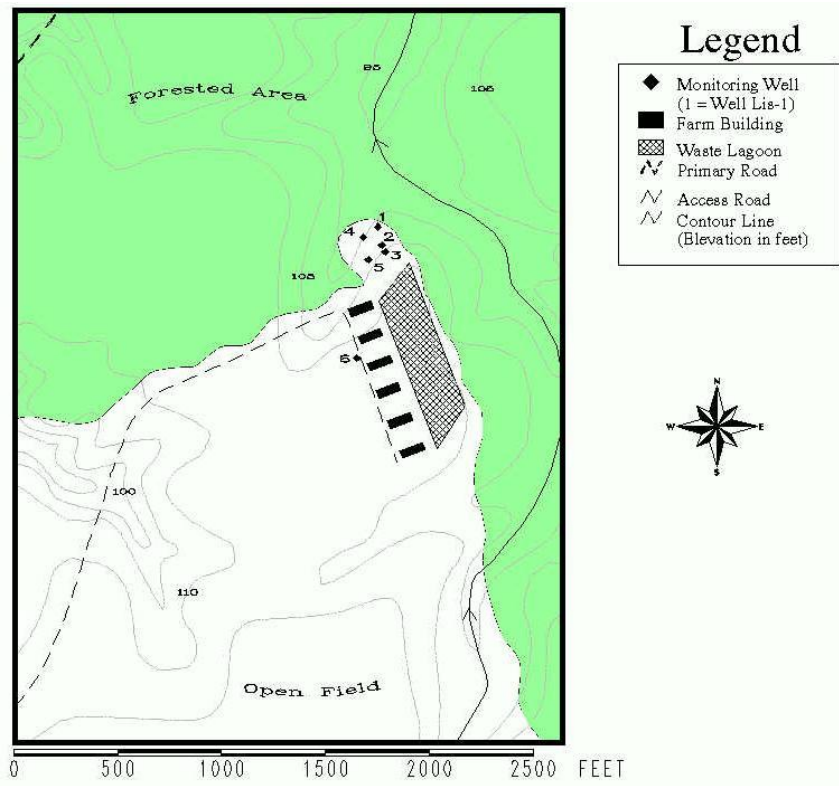 Legend
Monitoring Well
(1 = Well Lis-1)
Farm Building
Waste Lagoon
Primary Road
Access Road
Contour Line
(Elevation in feet)
95
105
Forested Area
1
4
2
3
5
105
6
N
W
E
S
100
110
Open Field
0 500 1000 1500 2000 2500 FEET